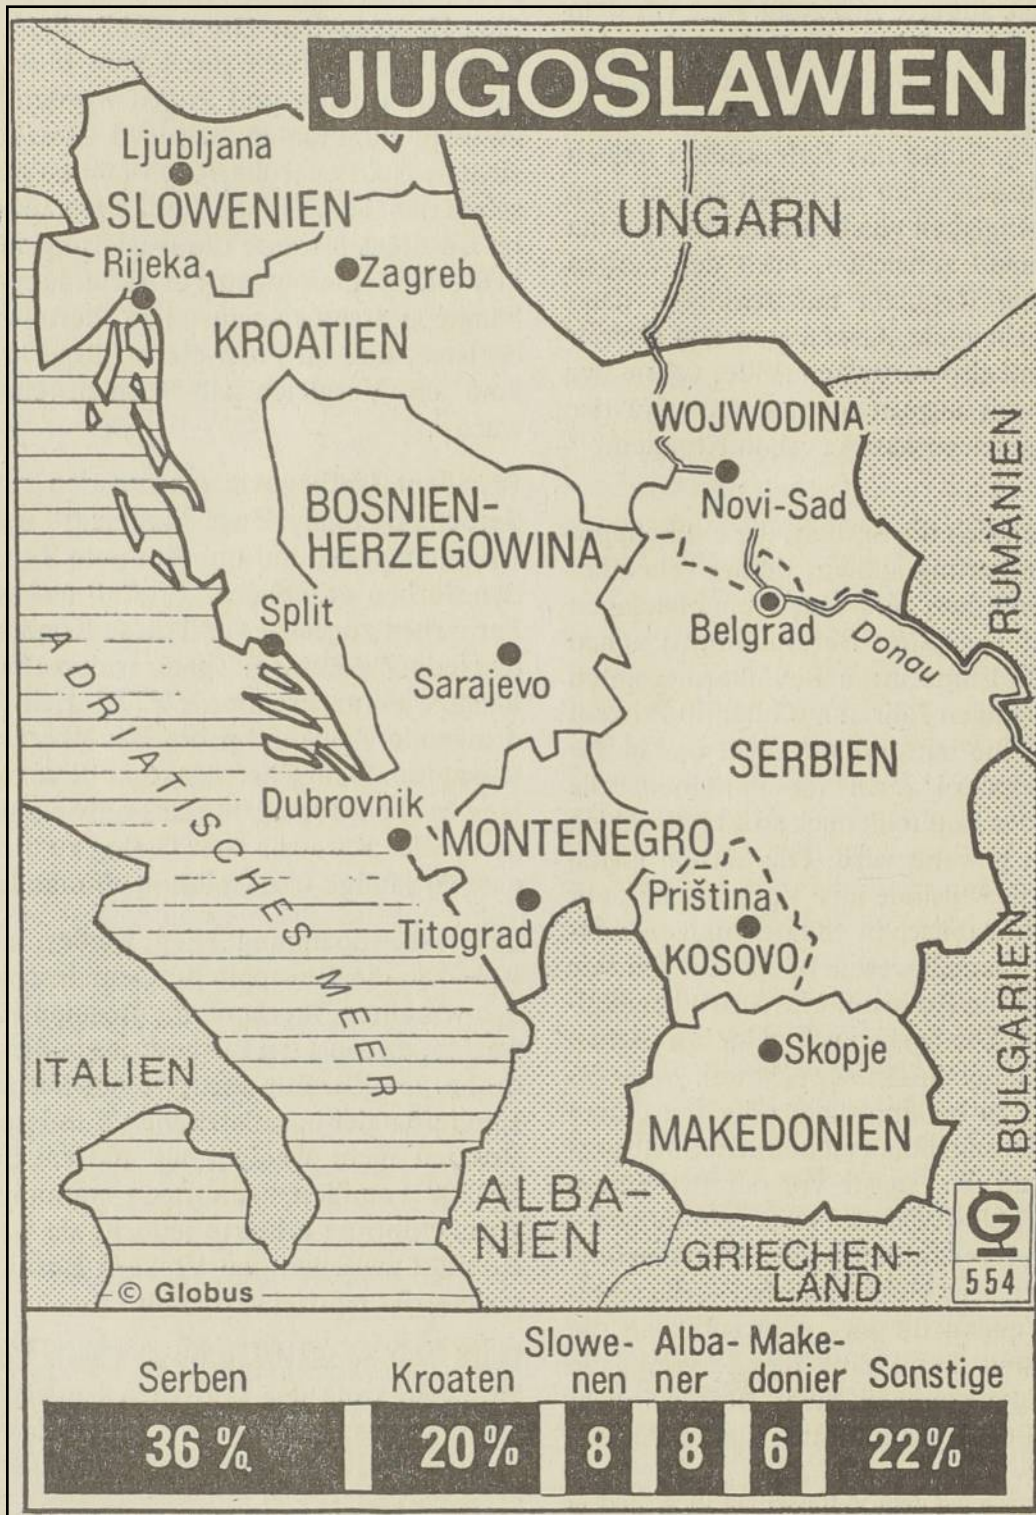 JUGOSLAWIEN
Ljubljana
SLOWENIEN
UNGARN
Rijeka
Zagreb
KROATIEN
WOJWODINA
Novi-Sad
BOSNIEN-
HERZEGOWINA
RUMÄNIEN
Split
Belgrad
Donau
Sarajevo
ADRIATISCHES MEER
SERBIEN
Dubrovnik
MONTENEGRO
Priština
Titograd
KOSOVO
BULGARIEN
ITALIEN
Skopje
MAKEDONIEN
ALBA-
NIEN
GRIECHEN-
LAND
G
554
© Globus
Serben Kroaten Slowe-nen Alba-ner Make-donier Sonstige
36% 20% 8 8 6 22%